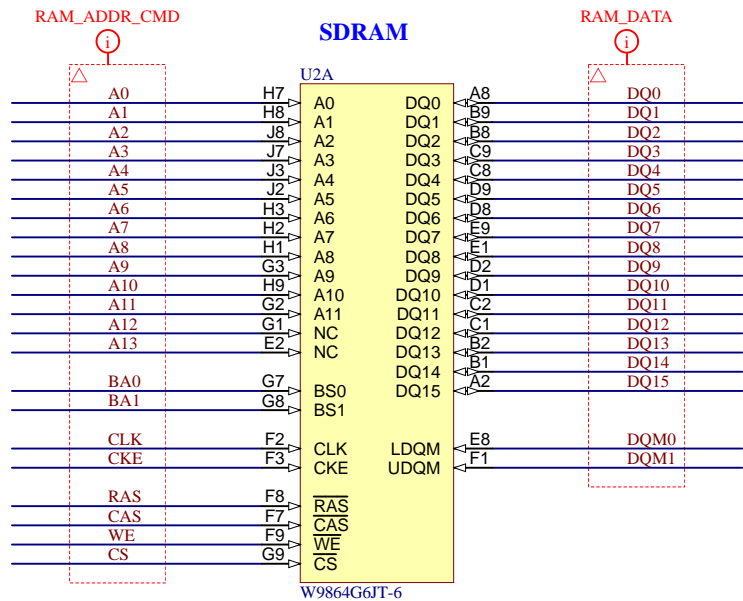 RAM_ADDR_CMD SDRAM RAM_DATA
i i
U2A
A0 H7 A0 DQ0 A8 DQ0
A1 H8 A1 DQ1 B9 DQ1
A2 J8 A2 DQ2 B8 DQ2
A3 J7 A3 DQ3 C9 DQ3
A4 J3 A4 DQ4 C8 DQ4
A5 J2 A5 DQ5 D9 DQ5
A6 H3 A6 DQ6 D8 DQ6
A7 H2 A7 DQ7 E9 DQ7
A8 H1 A8 DQ8 E1 DQ8
A9 G3 A9 DQ9 D2 DQ9
A10 H9 A10 DQ10 D1 DQ10
A11 G2 A11 DQ11 C2 DQ11
A12 G1 NC DQ12 C1 DQ12
A13 E2 NC DQ13 B2 DQ13
DQ14 B1 DQ14
BA0 G7 BS0 DQ15 A2 DQ15
BA1 G8 BS1
CLK F2 CLK LDQM E8 DQM0
CKE F3 CKE UDQM F1 DQM1
RAS F8 RAS
CAS F7 CAS
WE F9 WE
CS G9 CS
W9864G6JT-6